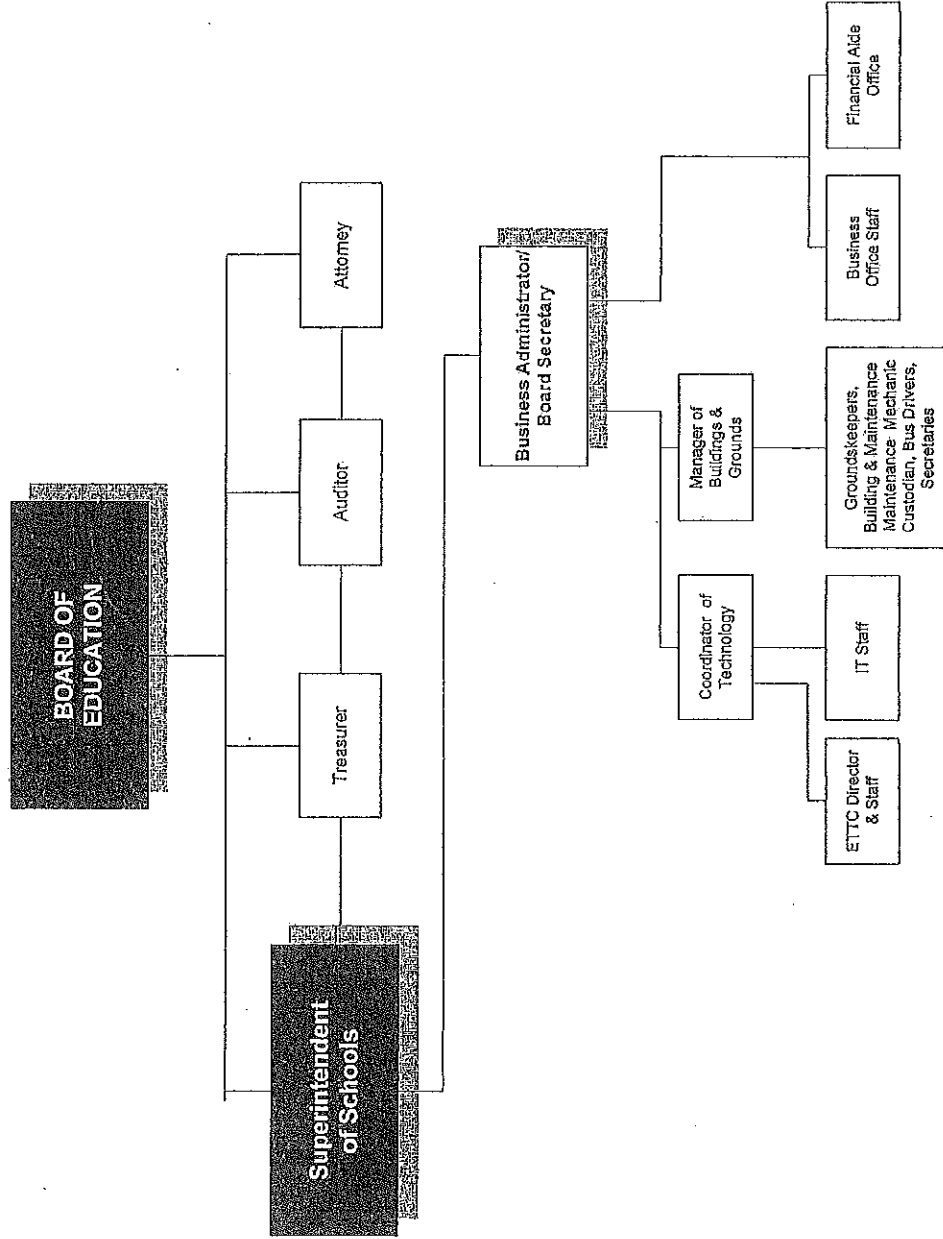 BOARD OF
EDUCATION
Superintendent
of Schools
Treasurer
Auditor
Attorney
Business Administrator/
Board Secretary
Coordinator of
Technology
Manager of
Buildings &
Grounds
ETTC Director
& Staff
IT Staff
Groundskeepers,
Building & Maintenance
Maintenance Mechanic
Custodian, Bus Drivers,
Secretaries
Business
Office Staff
Financial Aide
Office